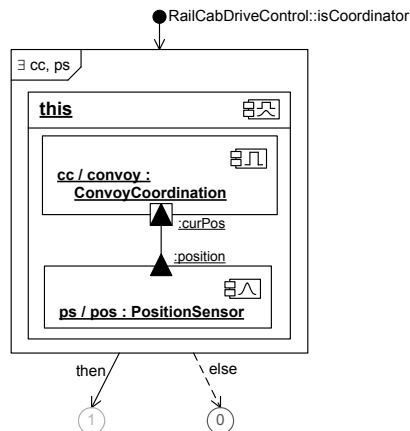 RailCabDriveControl::isCoordinator
∃ cc, ps
this
cc / convoy :
ConvoyCoordination
:curPos
:position
ps / pos : PositionSensor
then
else
1
0